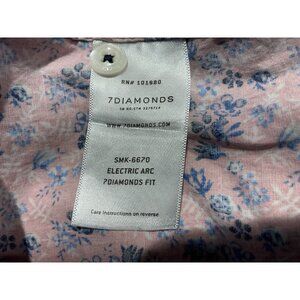 RN# 101680
7DIAMONDS
WWW.7DIAMONDS.COM
SMK-6670
ELECTRIC ARC
7DIAMONDS FIT
Care instructions on reverse